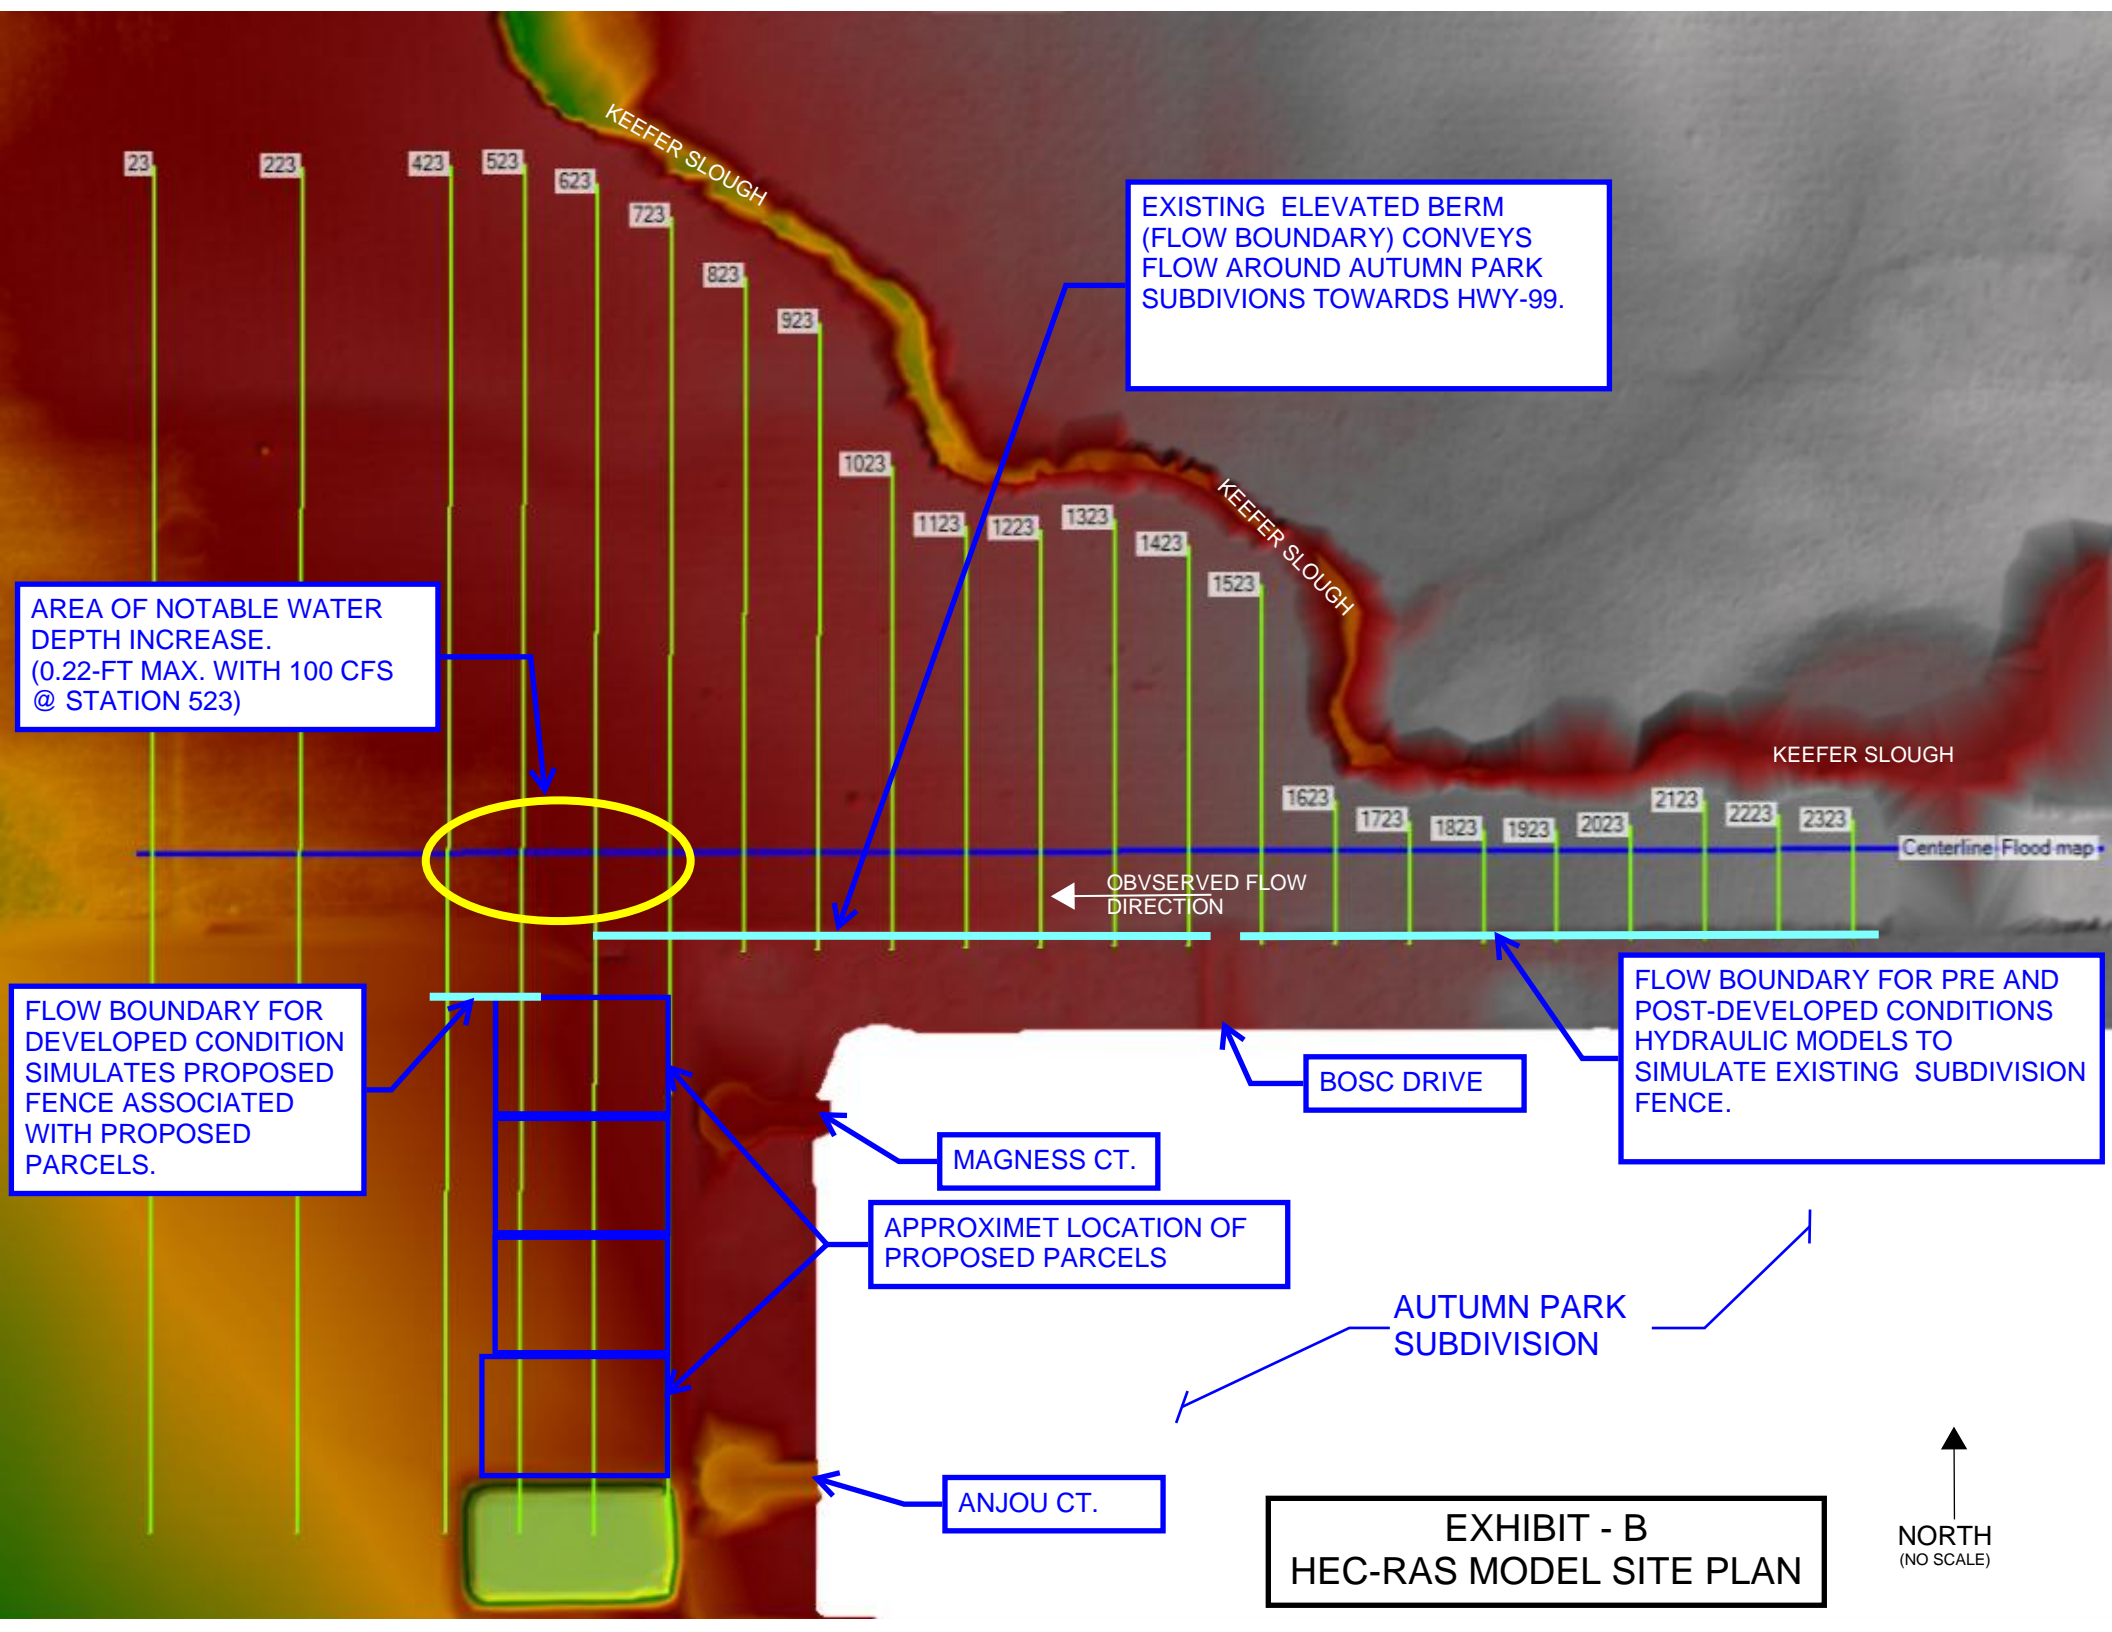 KEEFER SLOUGH
23
223
423
523
623
723
823
923
1023
1123
1223
1323
1423
1523
1623
1723
1823
1923
2023
2123
2223
2323
EXISTING ELEVATED BERM
(FLOW BOUNDARY) CONVEYS
FLOW AROUND AUTUMN PARK
SUBDIVIONS TOWARDS HWY-99.
KEEFER SLOUGH
AREA OF NOTABLE WATER
DEPTH INCREASE.
(0.22-FT MAX. WITH 100 CFS
@ STATION 523)
KEEFER SLOUGH
Centerline Flood map
OBVSERVED FLOW
DIRECTION
FLOW BOUNDARY FOR
DEVELOPED CONDITION
SIMULATES PROPOSED
FENCE ASSOCIATED
WITH PROPOSED
PARCELS.
FLOW BOUNDARY FOR PRE AND
POST-DEVELOPED CONDITIONS
HYDRAULIC MODELS TO
SIMULATE EXISTING SUBDIVISION
FENCE.
BOSC DRIVE
MAGNESS CT.
APPROXIMET LOCATION OF
PROPOSED PARCELS
AUTUMN PARK
SUBDIVISION
ANJOU CT.
EXHIBIT - B
HEC-RAS MODEL SITE PLAN
NORTH
(NO SCALE)